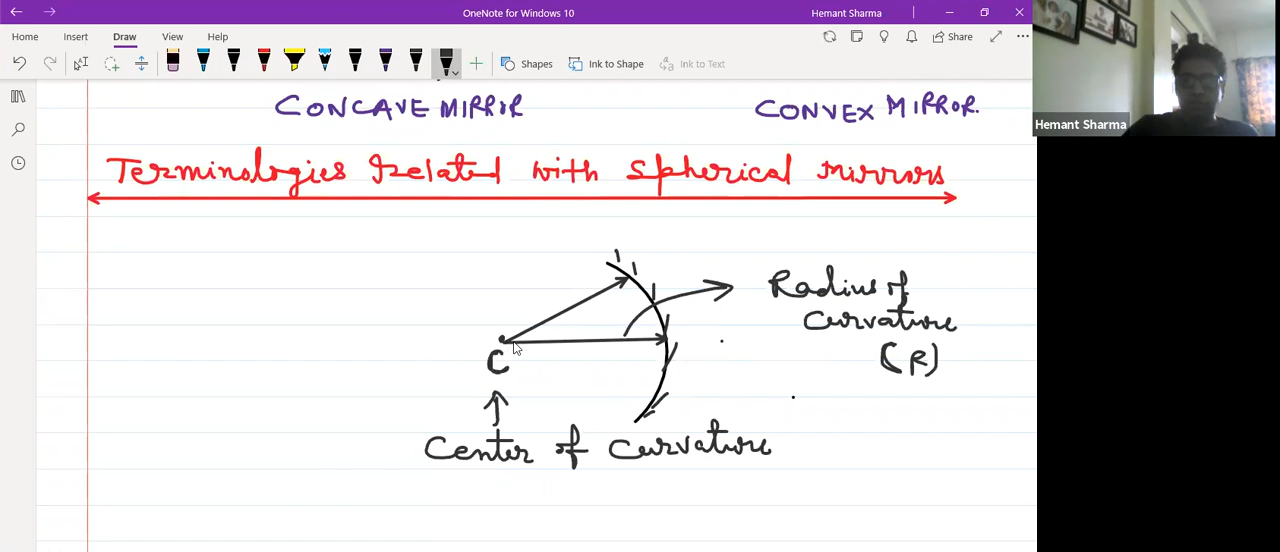 OneNote for Windows 10
Hemant Sharma
Home Insert Draw View Help
Share
Shapes Ink to Shape Ink to Text
CONCAVE MIRROR
CONVEX MIRROR.
Hemant Sharma
Terminologies Related with Spherical mirrors
Radius of
curvature
(R)
C
Center of curvature